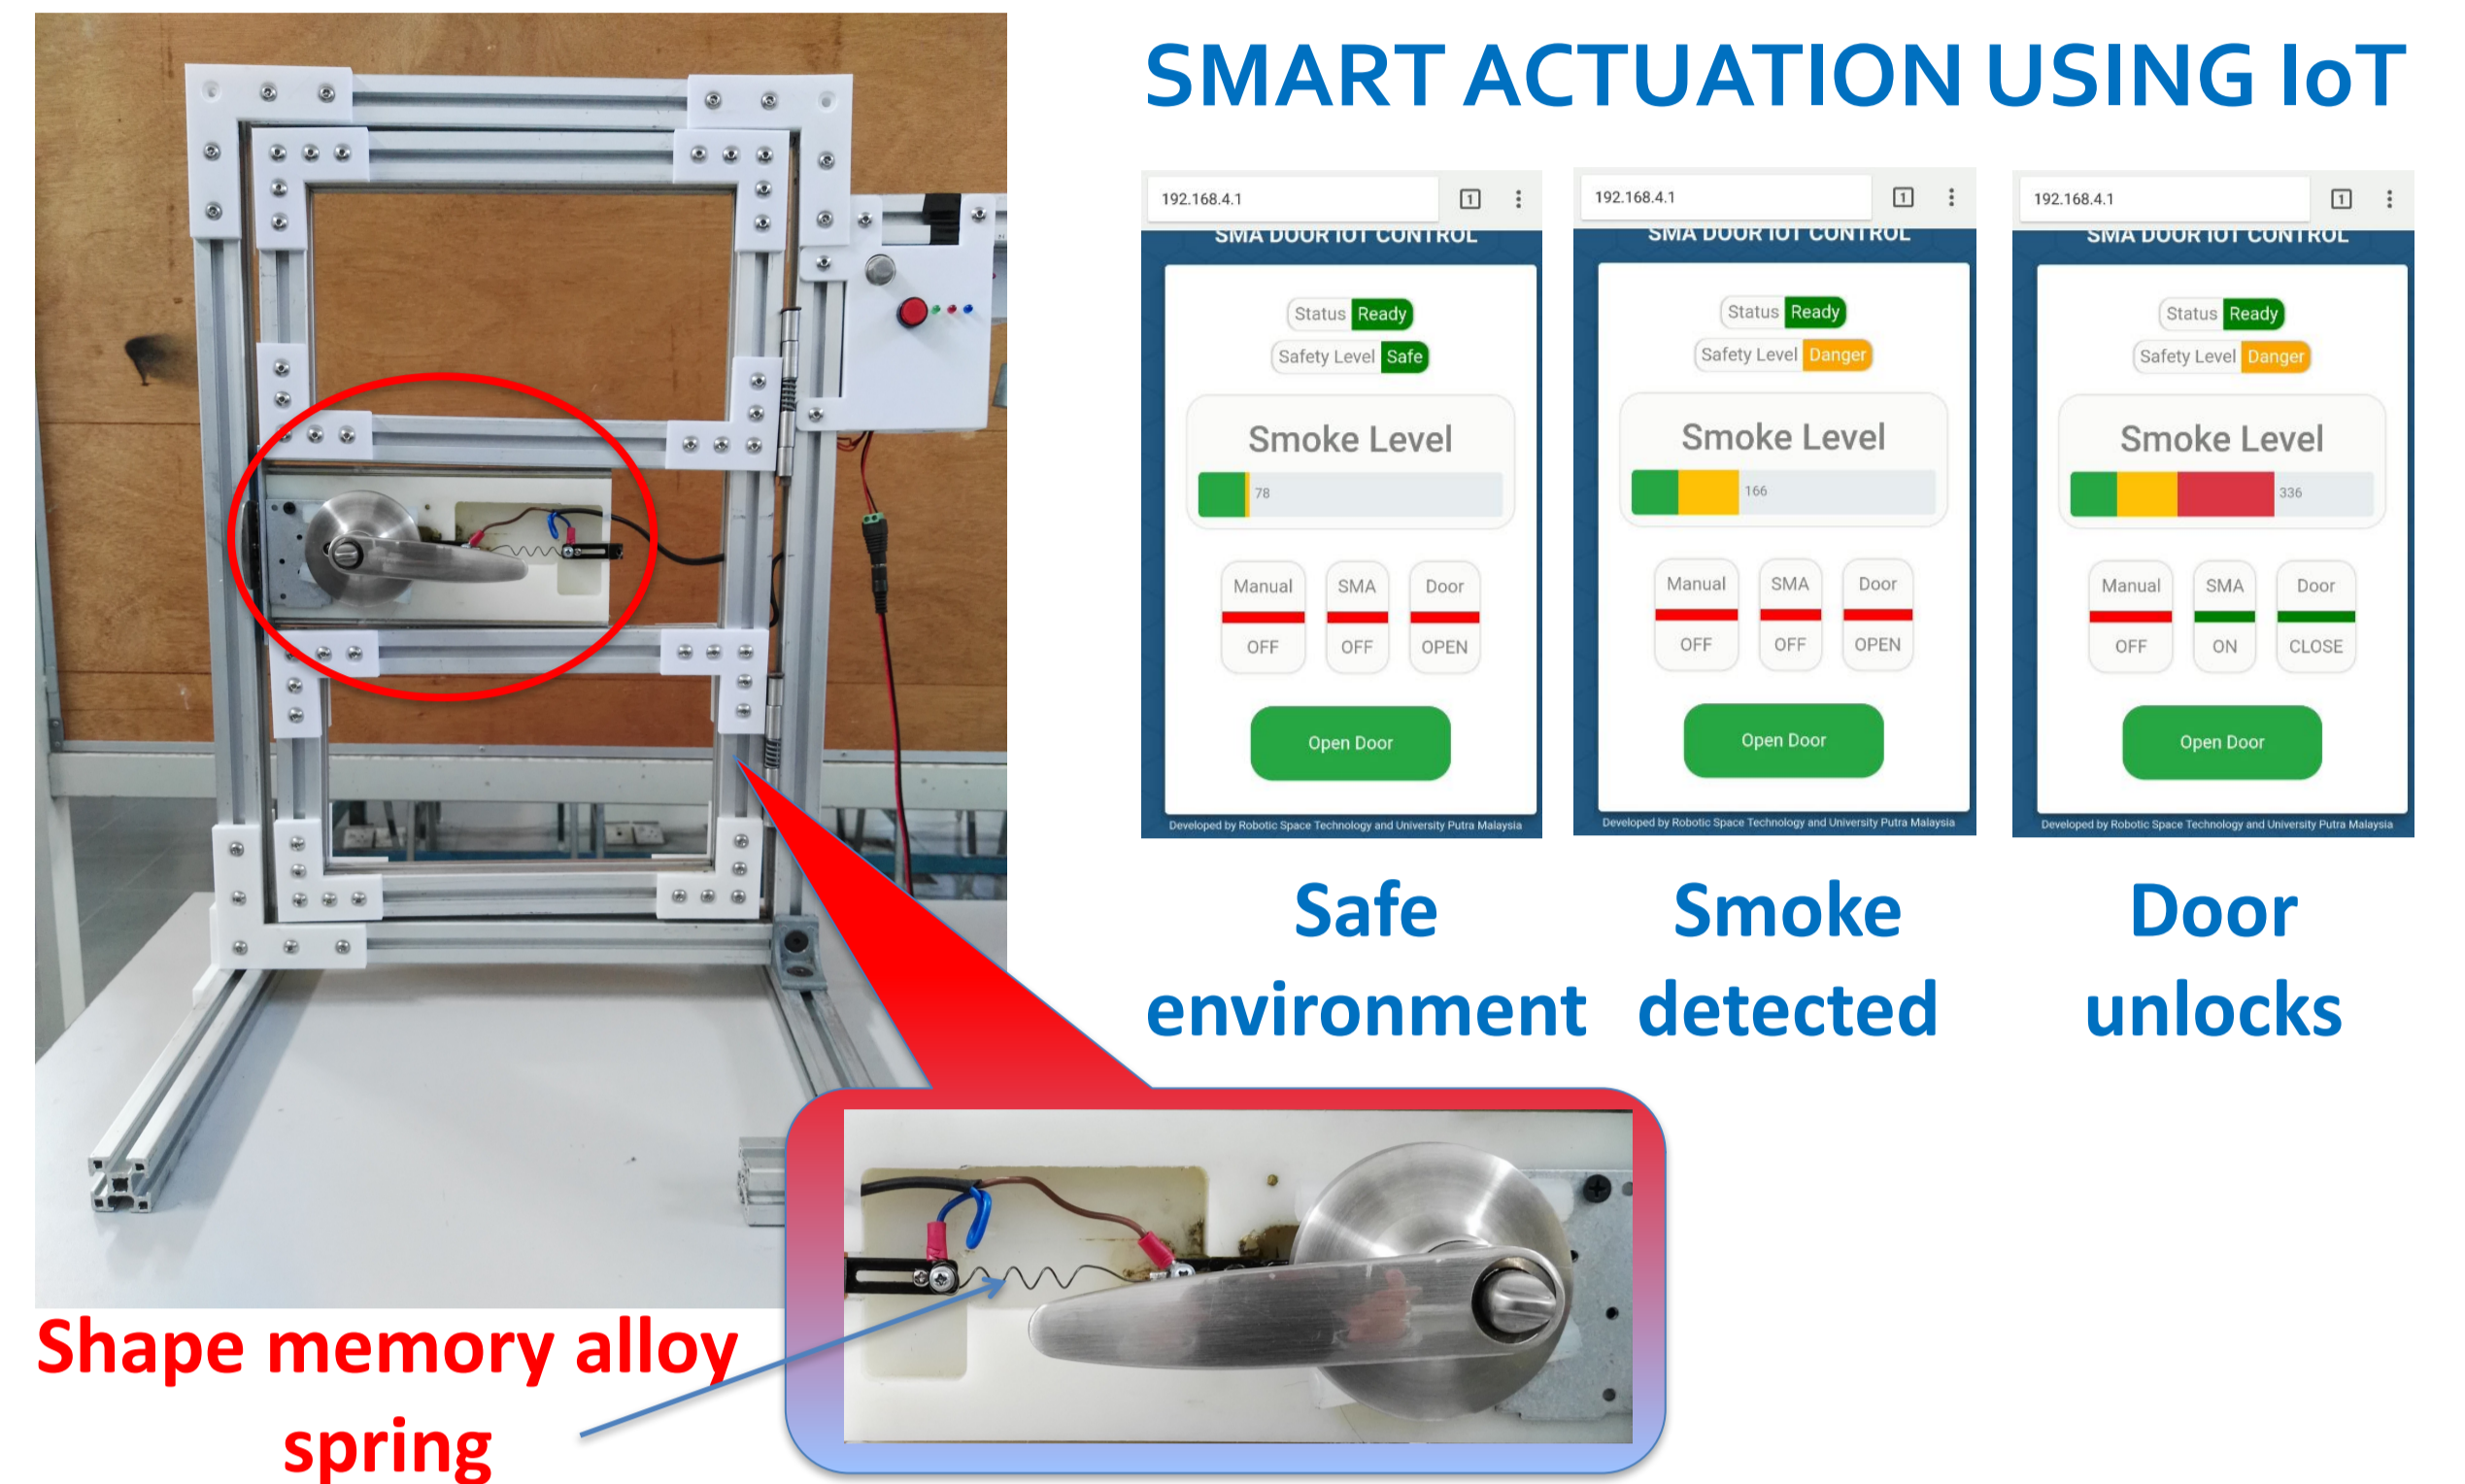 SMART ACTUATION USING IoT
192.168.4.1
1
SMA DOOR IOT CONTROL
Status Ready
Safety Level Safe
Smoke Level
78
Manual SMA Door
OFF OFF OPEN
Open Door
Developed by Robotic Space Technology and University Putra Malaysia
192.168.4.1
1
SMA DOOR IOT CONTROL
Status Ready
Safety Level Danger
Smoke Level
166
Manual SMA Door
OFF OFF OPEN
Open Door
Developed by Robotic Space Technology and University Putra Malaysia
192.168.4.1
1
SMA DOOR IOT CONTROL
Status Ready
Safety Level Danger
Smoke Level
336
Manual SMA Door
OFF ON CLOSE
Open Door
Developed by Robotic Space Technology and University Putra Malaysia
Safe
environment
Smoke
detected
Door
unlocks
Shape memory alloy
spring